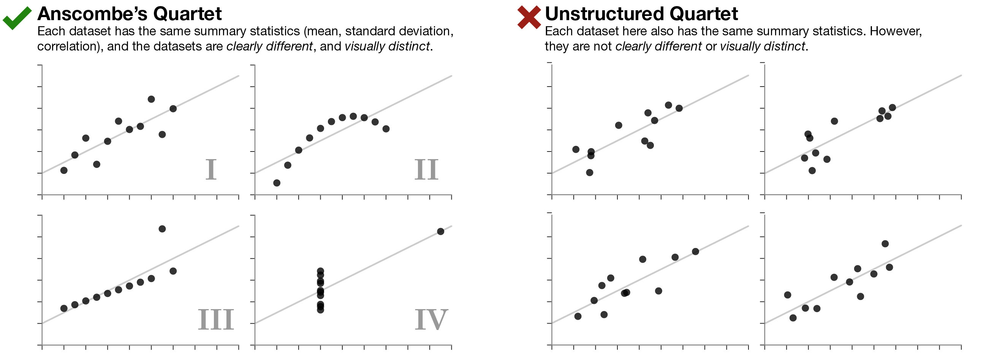 Anscombe’s Quartet
Each dataset has the same summary statistics (mean, standard deviation,
correlation), and the datasets are clearly different, and visually distinct.
I
II
III
IV
Unstructured Quartet
Each dataset here also has the same summary statistics. However,
they are not clearly different or visually distinct.